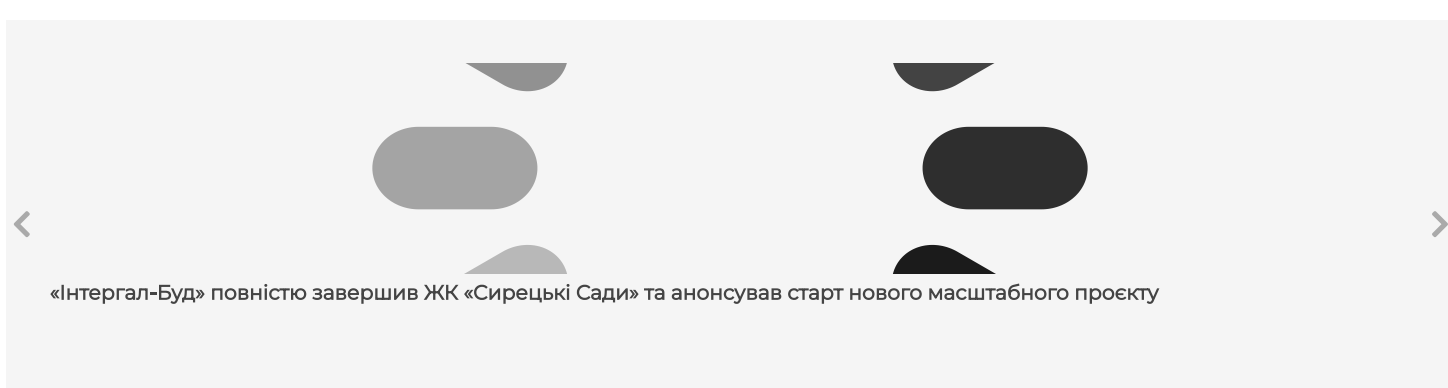 «Інтергал-Буд» повністю завершив ЖК «Сирецькі Сади» та анонсував старт нового масштабного проєкту